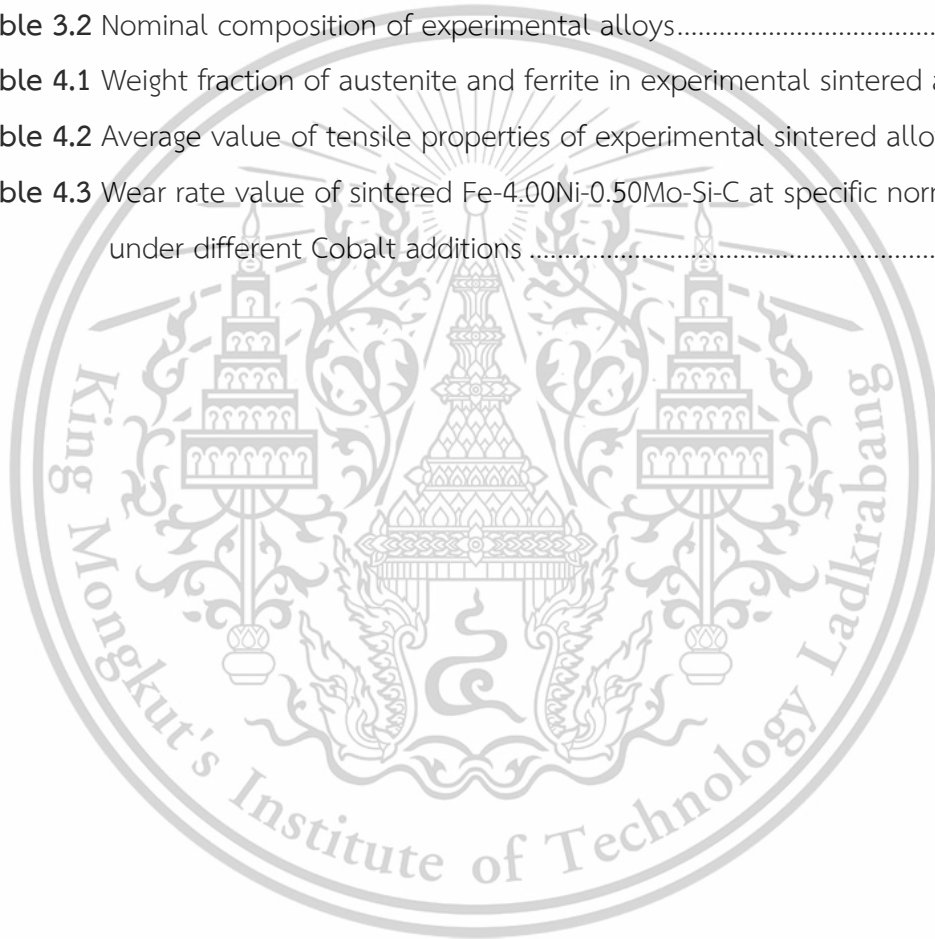 ble 3.2 Nominal composition of experimental alloys......................................
ble 4.1 Weight fraction of austenite and ferrite in experimental sintered a
ble 4.2 Average value of tensile properties of experimental sintered allo
ble 4.3 Wear rate value of sintered Fe-4.00Ni-0.50Mo-Si-C at specific nor
under different Cobalt additions ............................................................
King Mongkut's Institute of Technology Ladkrabang